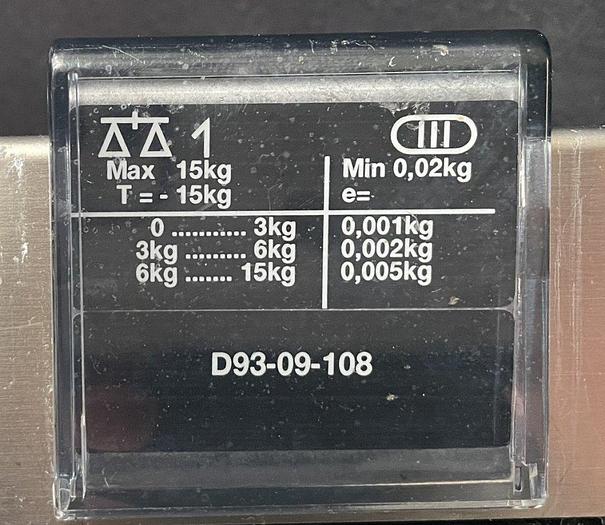 1 III
Max 15kg Min 0,02kg
T = - 15kg e=
0 ........... 3kg 0,001kg
3kg .......... 6kg 0,002kg
6kg ........ 15kg 0,005kg
D93-09-108